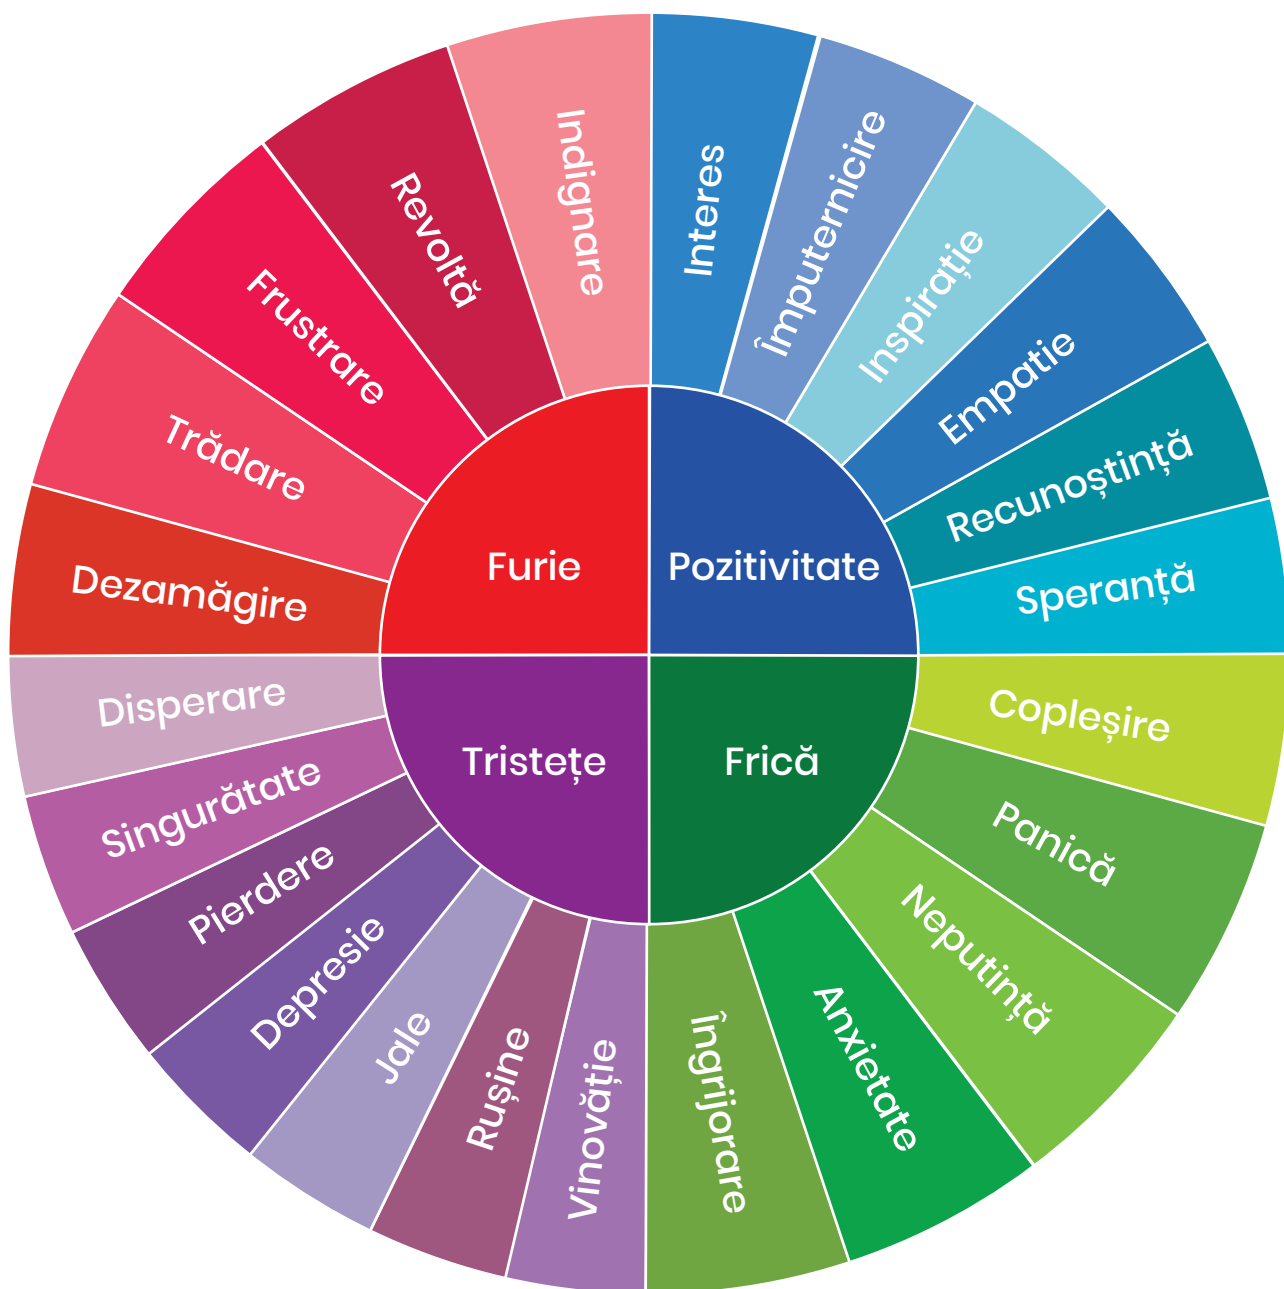 Furie
Pozitivitate
Tristețe
Frică
Interes
Împuternicire
Inspirație
Empatie
Recunoștință
Speranță
Copleșire
Panică
Neputință
Anxietate
Îngrijorare
Vinovăție
Rușine
Jale
Depresie
Pierdere
Singurătate
Disperare
Dezamăgire
Trădare
Frustrare
Revoltă
Indignare